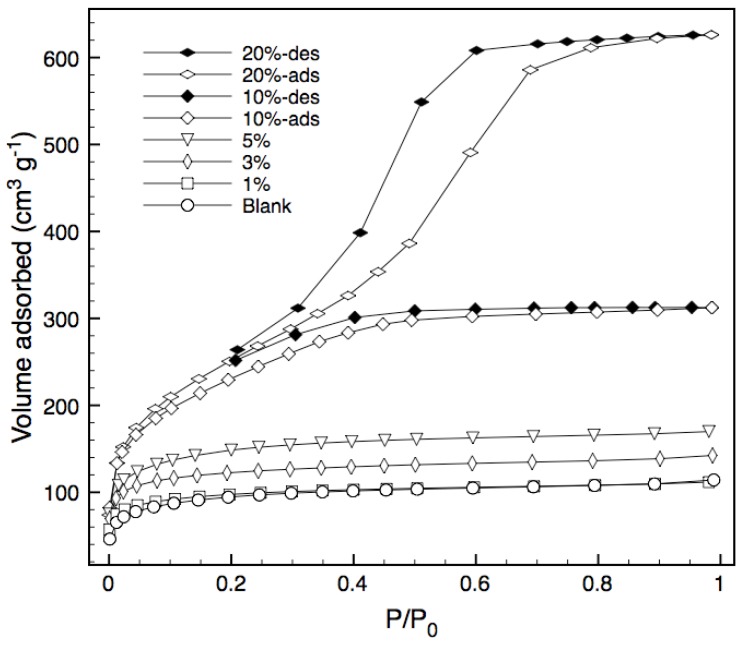 600
500
400
300
200
100
Volume adsorbed (cm³ g⁻¹)
20%-des
20%-ads
10%-des
10%-ads
5%
3%
1%
Blank
0 0.2 0.4 0.6 0.8 1
P/P₀